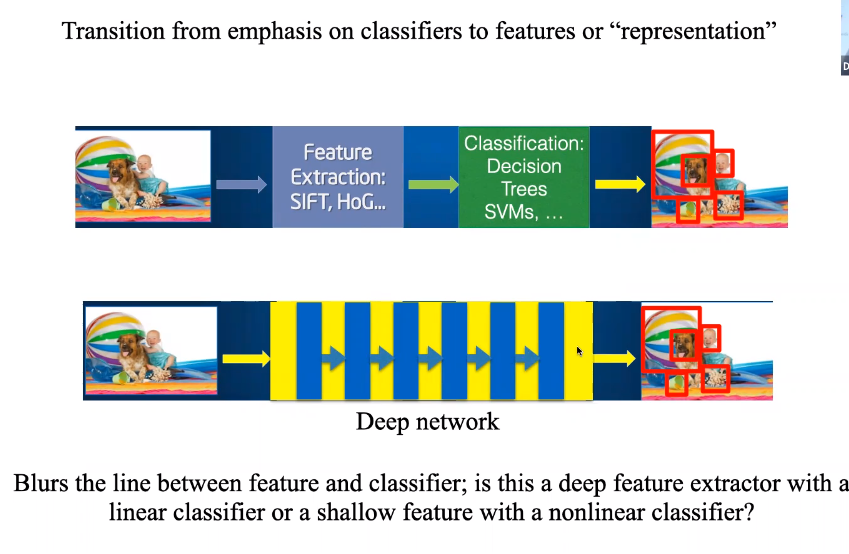 Transition from emphasis on classifiers to features or “representation”
D
Feature
Extraction:
SIFT, HoG...
Classification:
Decision
Trees
SVMs, ...
Deep network
Blurs the line between feature and classifier; is this a deep feature extractor with a
linear classifier or a shallow feature with a nonlinear classifier?